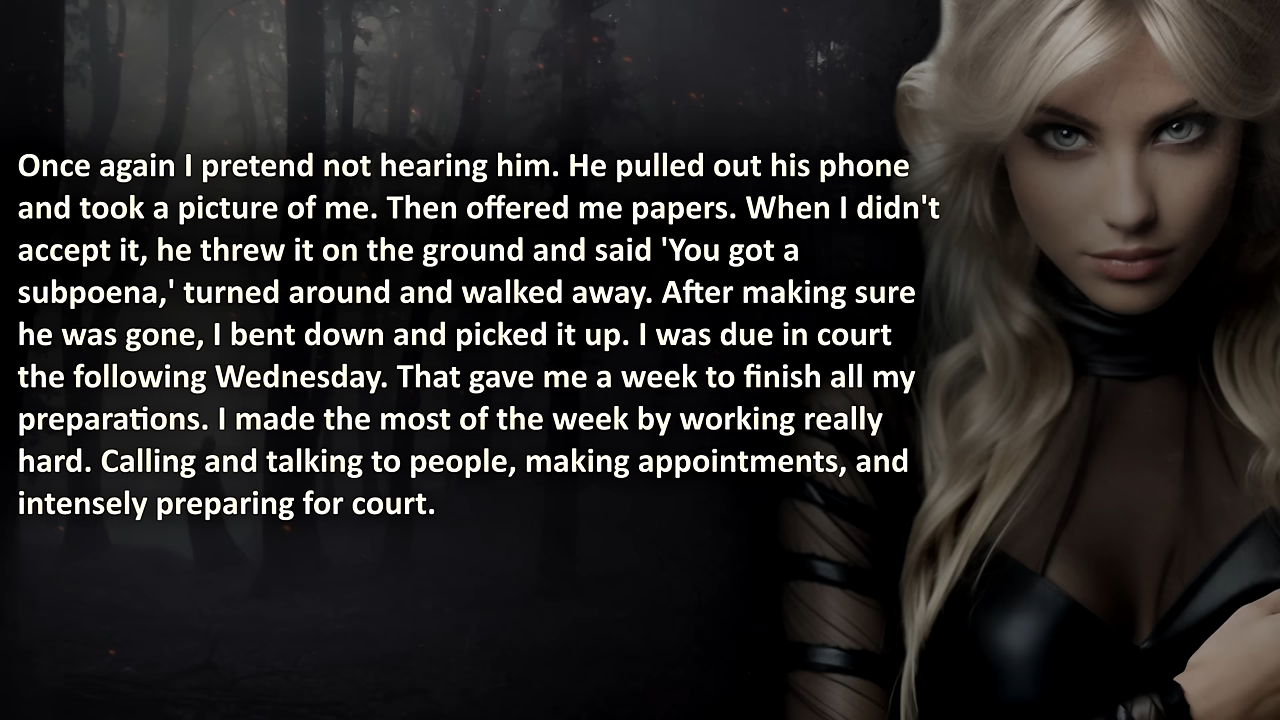 Once again I pretend not hearing him. He pulled out his phone
and took a picture of me. Then offered me papers. When I didn't
accept it, he threw it on the ground and said 'You got a
subpoena,' turned around and walked away. After making sure
he was gone, I bent down and picked it up. I was due in court
the following Wednesday. That gave me a week to finish all my
preparations. I made the most of the week by working really
hard. Calling and talking to people, making appointments, and
intensely preparing for court.